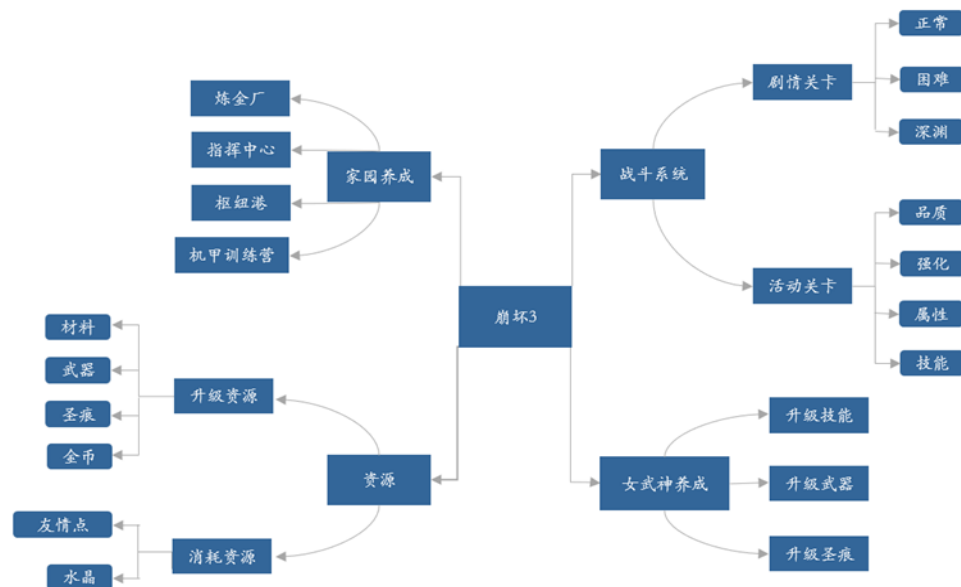 崩坏3
家园养成
炼金厂
指挥中心
枢纽港
机甲训练营
资源
升级资源
材料
武器
圣痕
金币
消耗资源
友情点
水晶
战斗系统
剧情关卡
正常
困难
深渊
活动关卡
品质
强化
属性
技能
女武神养成
升级技能
升级武器
升级圣痕